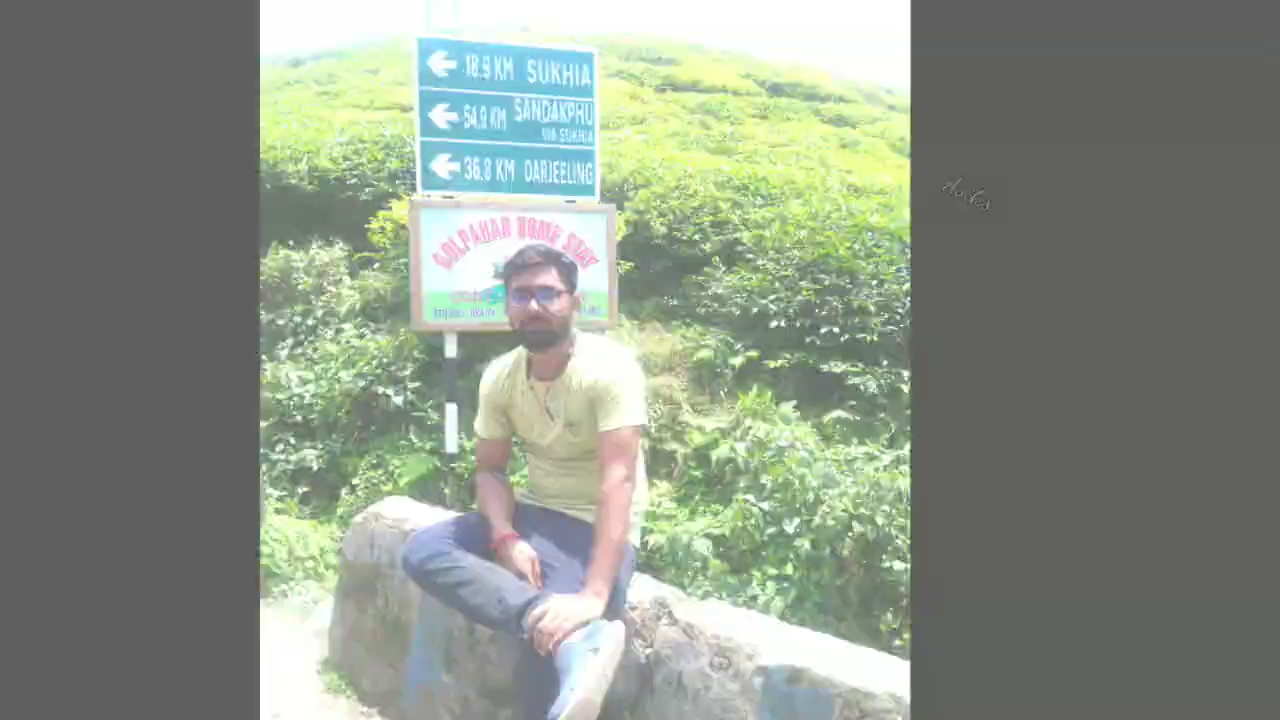 18.9 KM SUKHIA
54.9 KM SANDAKPHU
VIA SUKHIA
36.8 KM DARJEELING
GOLPAHAR HOME STAY